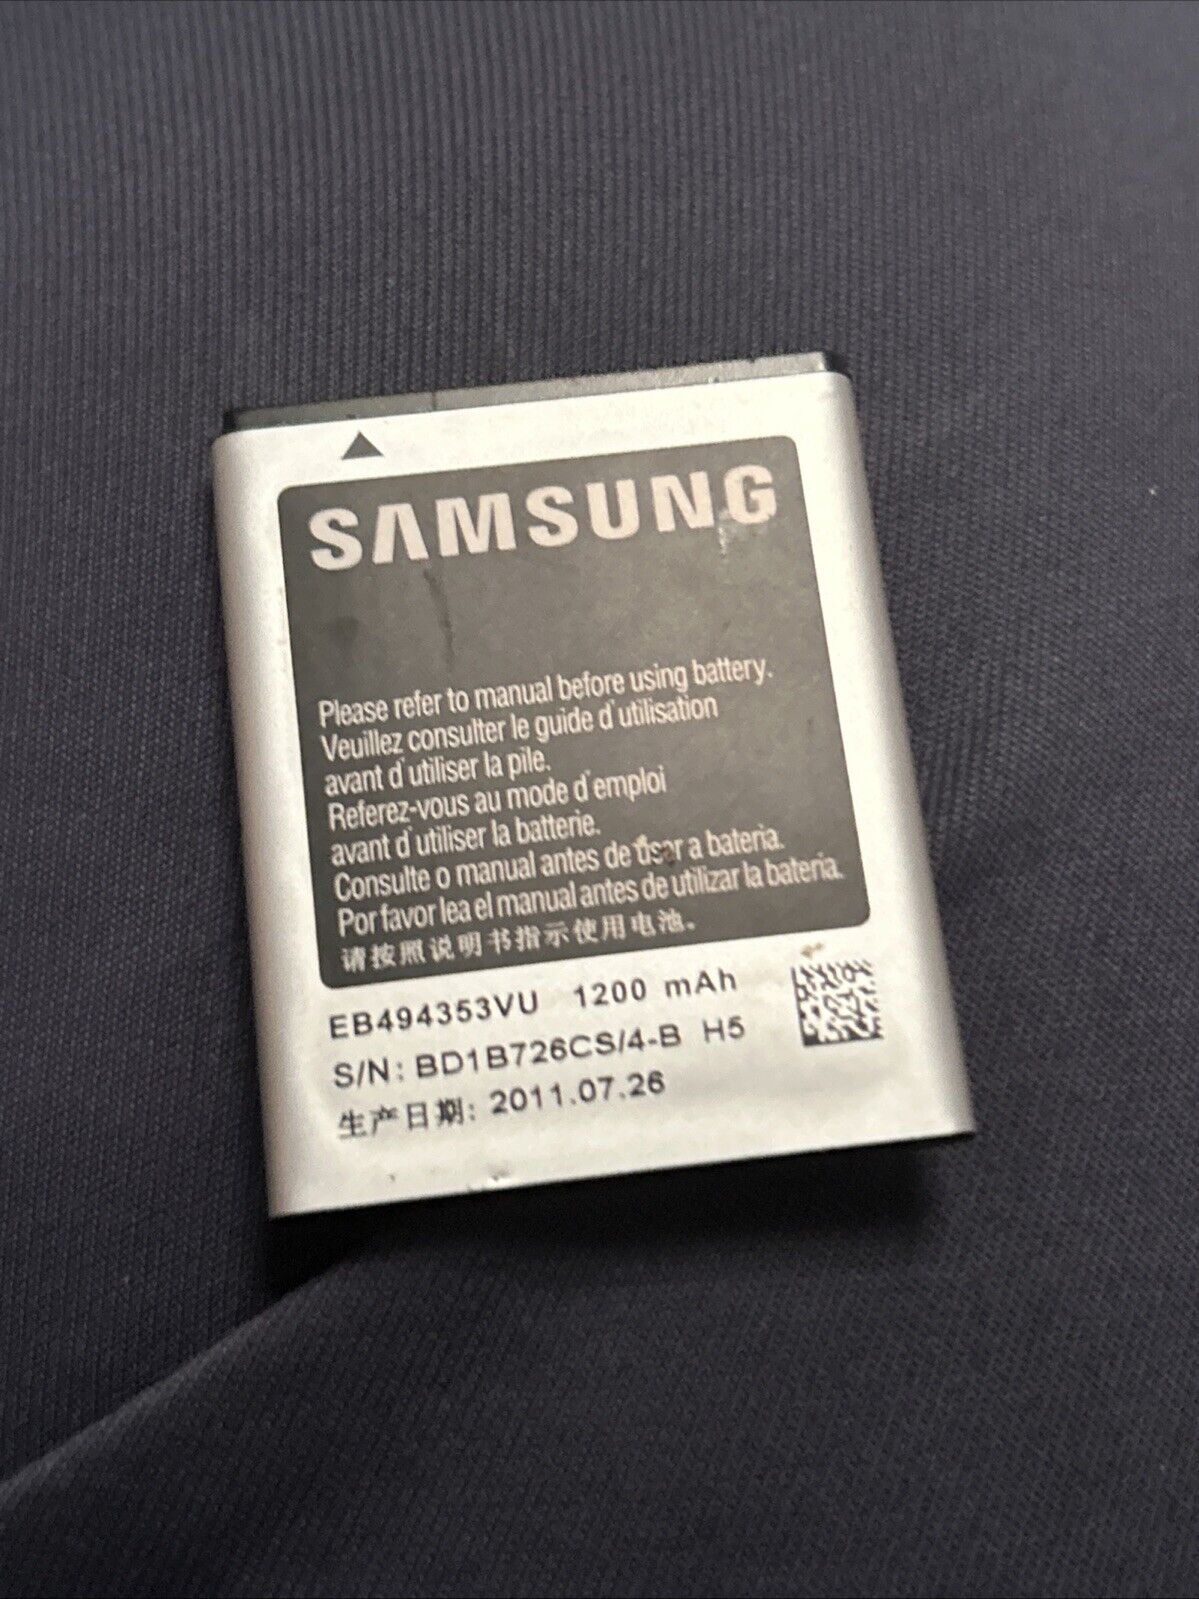 SAMSUNG
Please refer to manual before using battery.
Veuillez consulter le guide d'utilisation
avant d'utiliser la pile.
Referez-vous au mode d'emploi
avant d'utiliser la batterie.
Consulte o manual antes de usar a bateria.
Por favor lea el manual antes de utilizar la bateria.
请按照说明书指示使用电池。
EB494353VU 1200 mAh
S/N: BD1B726CS/4-B H5
生产日期: 2011.07.26